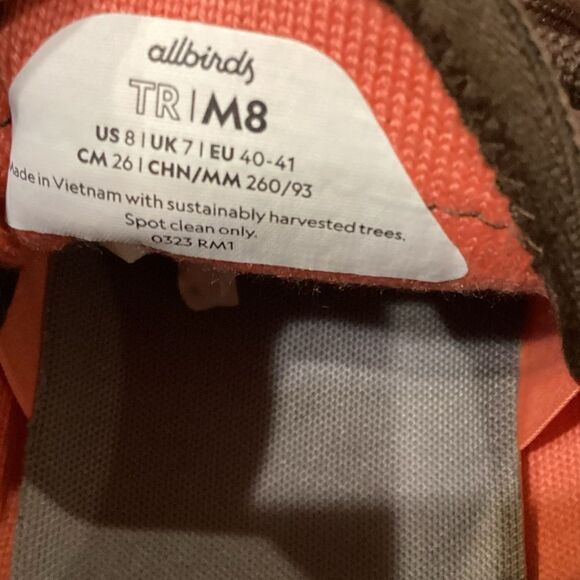 allbirds
TR | M8
US 8 | UK 7 | EU 40-41
CM 26 | CHN/MM 260/93
Made in Vietnam with sustainably harvested trees.
Spot clean only.
0323 RM1